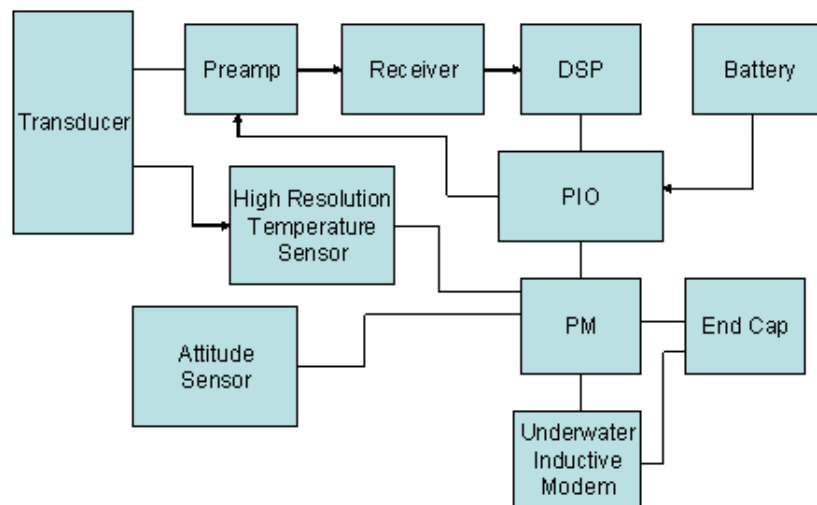 Transducer
Preamp
Receiver
DSP
Battery
High Resolution
Temperature
Sensor
PIO
Attitude
Sensor
PM
End Cap
Underwater
Inductive
Modem